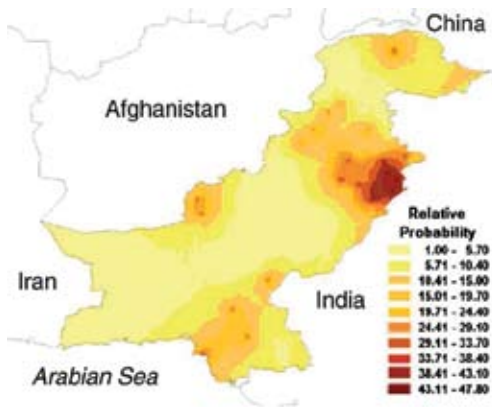 China
Afghanistan
Iran
India
Arabian Sea
Relative
Probability
1.00 - 5.70
5.71 - 10.40
10.41 - 15.00
15.01 - 19.70
19.71 - 24.40
24.41 - 29.10
29.11 - 33.70
33.71 - 38.40
38.41 - 43.10
43.11 - 47.80